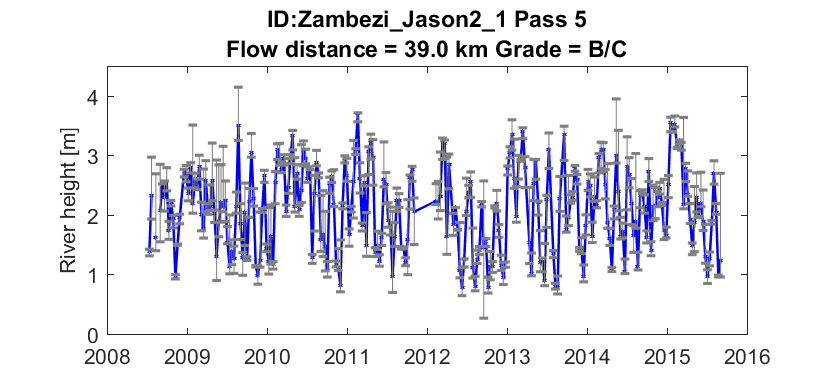 ID:Zambezi_Jason2_1 Pass 5
Flow distance = 39.0 km Grade = B/C
River height [m]
4
3
2
1
0
2008 2009 2010 2011 2012 2013 2014 2015 2016